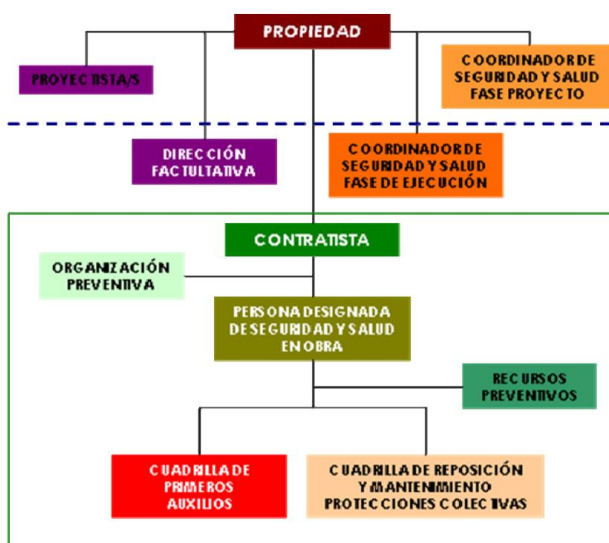 PROPIEDAD
PROYECTISTA/S
COORDINADOR DE
SEGURIDAD Y SALUD
FASE PROYECTO
DIRECCIÓN
FACTULTATIVA
COORDINADOR DE
SEGURIDAD Y SALUD
FASE DE EJECUCIÓN
CONTRATISTA
ORGANIZACIÓN
PREVENTIVA
PERSONA DESIGNADA
DE SEGURIDAD Y SALUD
EN OBRA
RECURSOS
PREVENTIVOS
CUADRILLA DE
PRIMEROS
AUXILIOS
CUADRILLA DE REPOSICIÓN
Y MANTENIMIENTO
PROTECCIONES COLECTIVAS